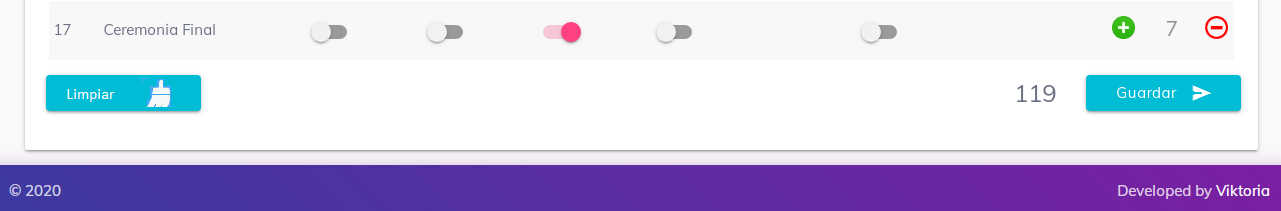 17 Ceremonia Final 7
Limpiar 119 Guardar
© 2020 Developed by Viktoria